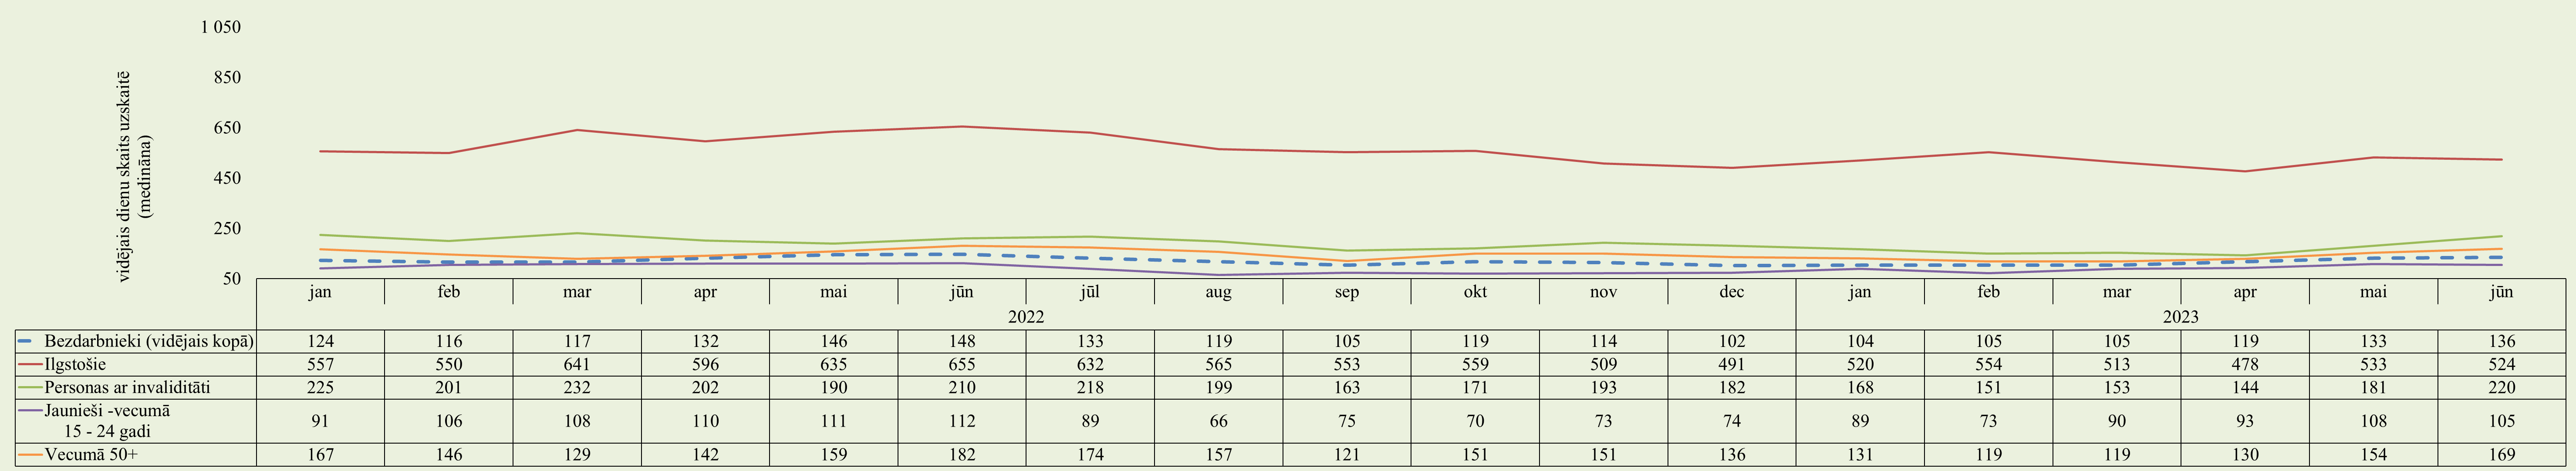 1 050
850
650
450
250
50
vidējais dienu skaits uzskaitē
(medināna)
jan feb mar apr mai jūn jūl aug sep okt nov dec jan feb mar apr mai jūn
2022 2023
Bezdarbnieki (vidējais kopā) 124 116 117 132 146 148 133 119 105 119 114 102 104 105 105 119 133 136
Ilgstošie 557 550 641 596 635 655 632 565 553 559 509 491 520 554 513 478 533 524
Personas ar invaliditāti 225 201 232 202 190 210 218 199 163 171 193 182 168 151 153 144 181 220
Jaunieši -vecumā
15 - 24 gadi 91 106 108 110 111 112 89 66 75 70 73 74 89 73 90 93 108 105
Vecumā 50+ 167 146 129 142 159 182 174 157 121 151 151 136 131 119 119 130 154 169